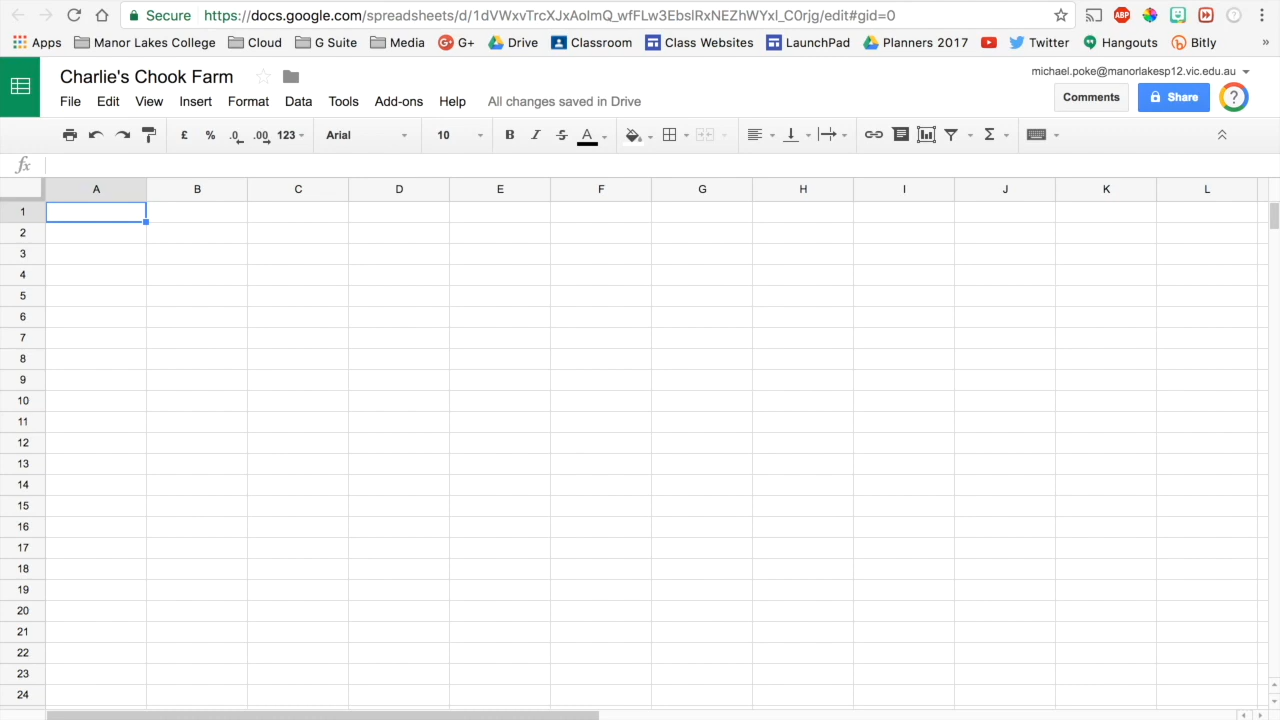 Secure https://docs.google.com/spreadsheets/d/1dVWxvTrcXJxAoImQ_wfFLw3EbslRxNEZhWYxl_C0rjg/edit#gid=0
Apps Manor Lakes College Cloud G Suite Media G+ Drive Classroom Class Websites LaunchPad Planners 2017 Twitter Hangouts Bitly »
Charlie's Chook Farm
michael.poke@manorlakesp12.vic.edu.au
File Edit View Insert Format Data Tools Add-ons Help All changes saved in Drive
Comments Share
£ % .0 .00 123 Arial 10 B I S A Σ
fx
A B C D E F G H I J K L
1
2
3
4
5
6
7
8
9
10
11
12
13
14
15
16
17
18
19
20
21
22
23
24